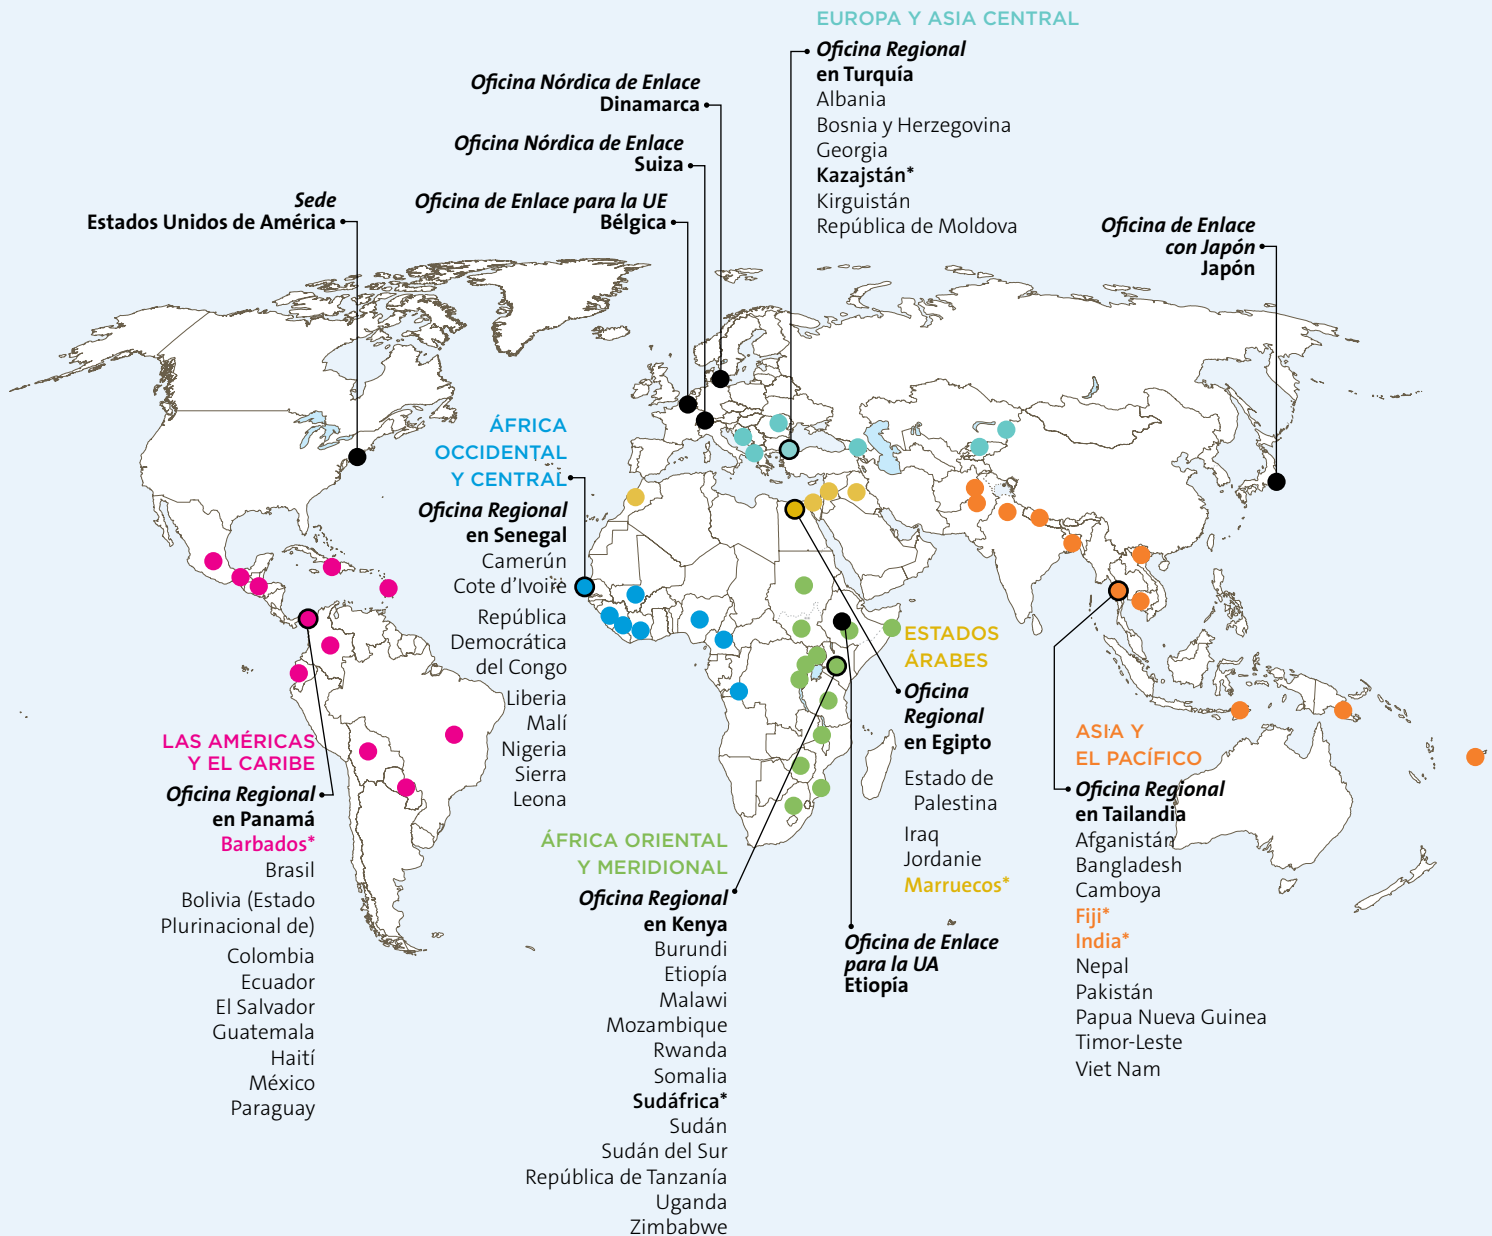 EUROPA Y ASIA CENTRAL
Oficina Regional
en Turquía
Albania
Bosnia y Herzegovina
Georgia
Kazajstán*
Kirguistán
República de Moldova
Oficina Nórdica de Enlace
Dinamarca
Oficina Nórdica de Enlace
Suiza
Oficina de Enlace para la UE
Bélgica
Sede
Estados Unidos de América
Oficina de Enlace
con Japón
Japón
ÁFRICA
OCCIDENTAL
Y CENTRAL
Oficina Regional
en Senegal
Camerún
Cote d’Ivoire
República
Democrática
del Congo
Liberia
Malí
Nigeria
Sierra
Leona
LAS AMÉRICAS
Y EL CARIBE
Oficina Regional
en Panamá
Barbados*
Brasil
Bolivia (Estado
Plurinacional de)
Colombia
Ecuador
El Salvador
Guatemala
Haití
México
Paraguay
ÁFRICA ORIENTAL
Y MERIDIONAL
Oficina Regional
en Kenya
Burundi
Etiopía
Malawi
Mozambique
Rwanda
Somalia
Sudáfrica*
Sudán
Sudán del Sur
República de Tanzanía
Uganda
Zimbabwe
ESTADOS
ÁRABES
Oficina
Regional
en Egipto
Estado de
Palestina
Iraq
Jordanie
Marruecos*
Oficina de Enlace
para la UA
Etiopía
ASIA Y
EL PACÍFICO
Oficina Regional
en Tailandia
Afganistán
Bangladesh
Camboya
Fiji*
India*
Nepal
Pakistán
Papua Nueva Guinea
Timor-Leste
Viet Nam